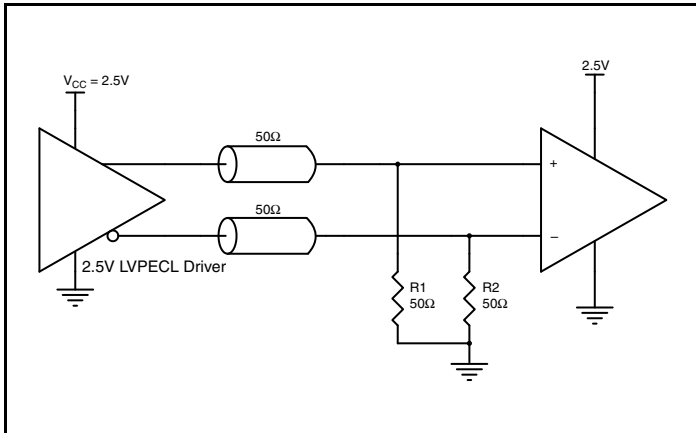 V_CC = 2.5V
2.5V
50Ω
+
50Ω
–
2.5V LVPECL Driver
R1
50Ω
R2
50Ω